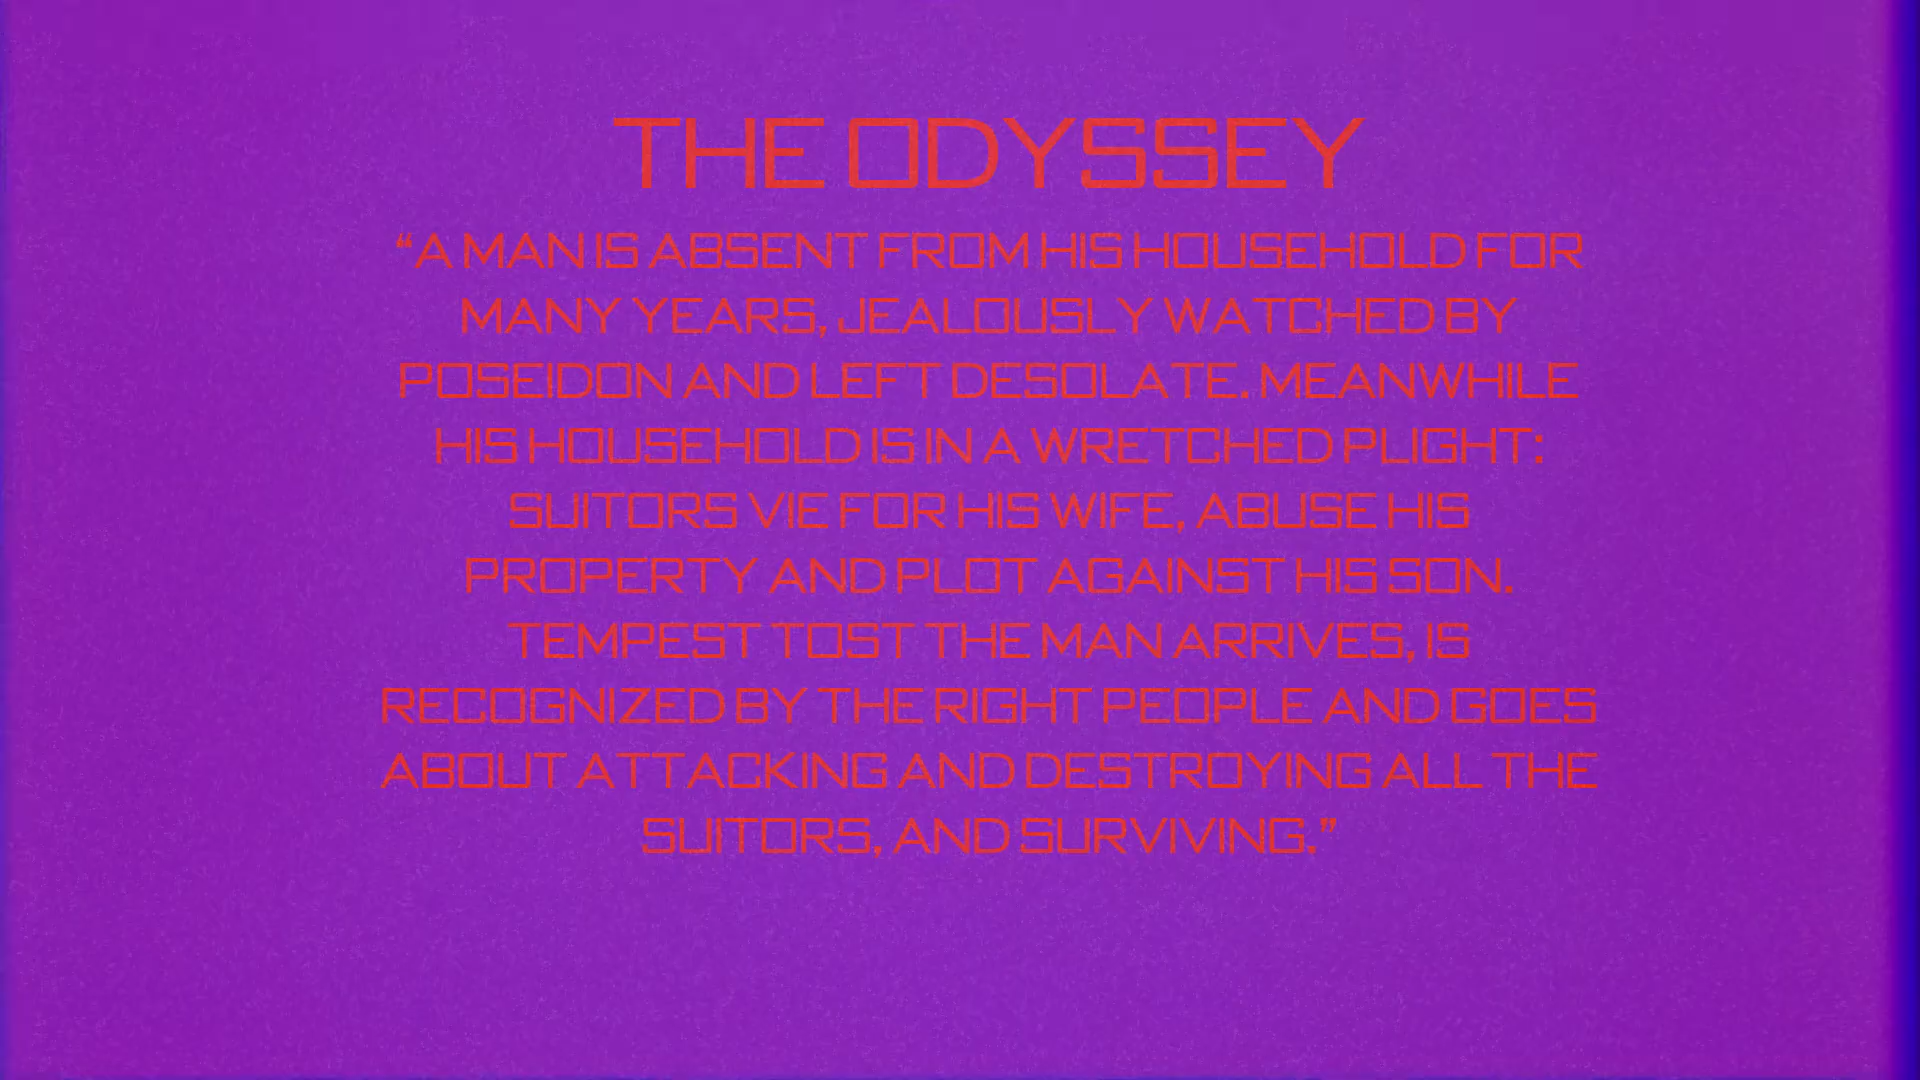 THE ODYSSEY
“A MAN IS ABSENT FROM HIS HOUSEHOLD FOR
MANY YEARS, JEALOUSLY WATCHED BY
POSEIDON AND LEFT DESOLATE. MEANWHILE
HIS HOUSEHOLD IS IN A WRETCHED PLIGHT:
SUITORS VIE FOR HIS WIFE, ABUSE HIS
PROPERTY AND PLOT AGAINST HIS SON.
TEMPEST TOST THE MAN ARRIVES, IS
RECOGNIZED BY THE RIGHT PEOPLE AND GOES
ABOUT ATTACKING AND DESTROYING ALL THE
SUITORS, AND SURVIVING.”